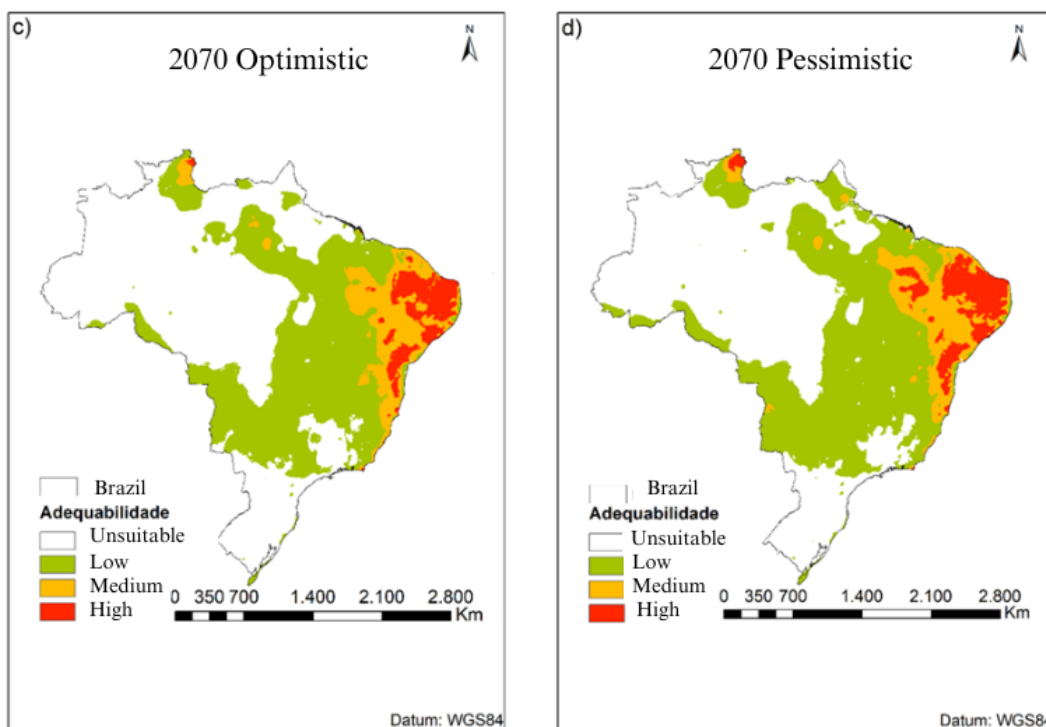 c)
N
2070 Optimistic
Brazil
Adequabilidade
Unsuitable
Low
Medium
High
0 350 700 1.400 2.100 2.800
Km
Datum: WGS84
d)
N
2070 Pessimistic
Brazil
Adequabilidade
Unsuitable
Low
Medium
High
0 350 700 1.400 2.100 2.800
Km
Datum: WGS84